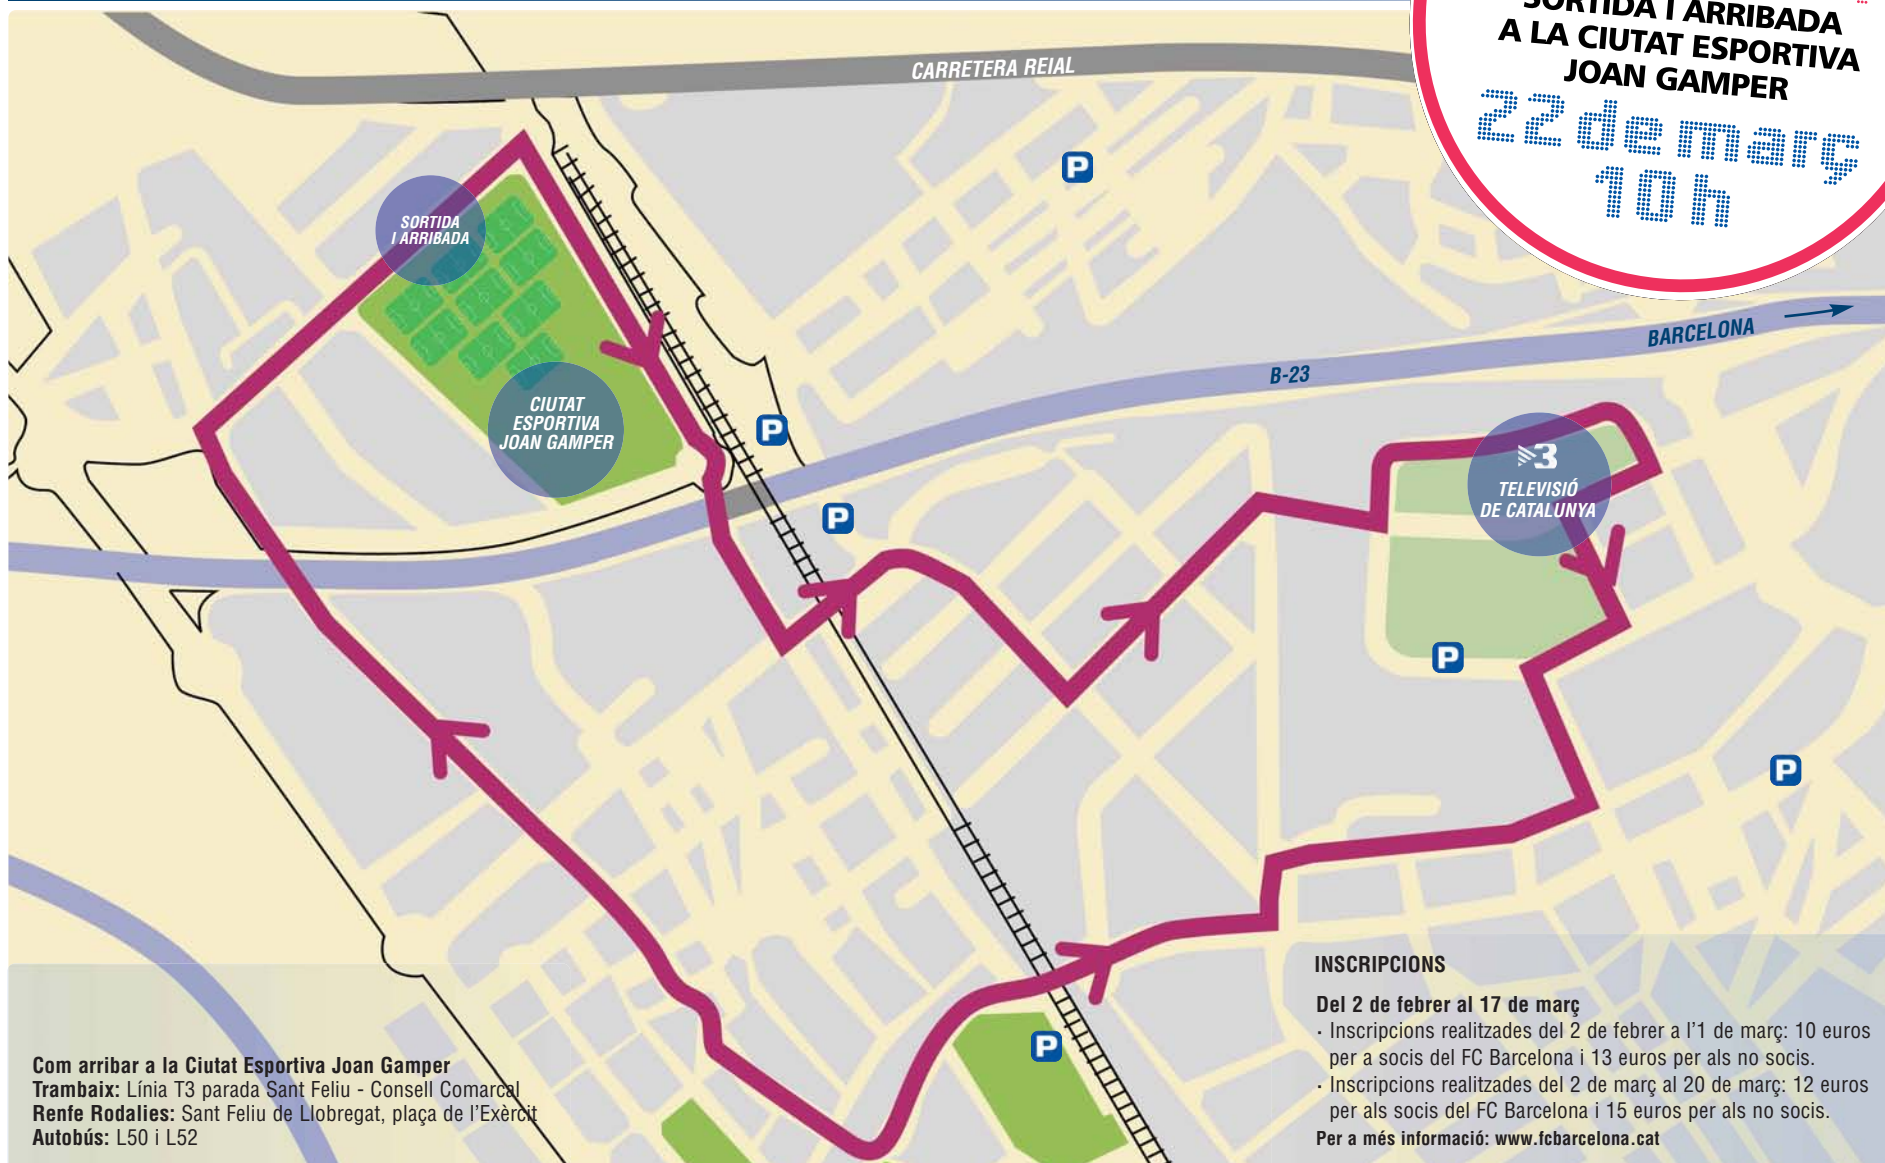 SORTIDA I ARRIBADA
A LA CIUTAT ESPORTIVA
JOAN GAMPER
22 de març
10 h
CARRETERA REIAL
P
SORTIDA
I ARRIBADA
BARCELONA
B-23
CIUTAT
ESPORTIVA
JOAN GAMPER
P
3
TELEVISIÓ
DE CATALUNYA
P
P
P
P
INSCRIPCIONS
Del 2 de febrer al 17 de març
· Inscripcions realitzades del 2 de febrer a l'1 de març: 10 euros
per a socis del FC Barcelona i 13 euros per als no socis.
· Inscripcions realitzades del 2 de març al 20 de març: 12 euros
per als socis del FC Barcelona i 15 euros per als no socis.
Per a més informació: www.fcbarcelona.cat
Com arribar a la Ciutat Esportiva Joan Gamper
Trambaix: Línia T3 parada Sant Feliu - Consell Comarcal
Renfe Rodalies: Sant Feliu de Llobregat, plaça de l'Exèrcit
Autobús: L50 i L52